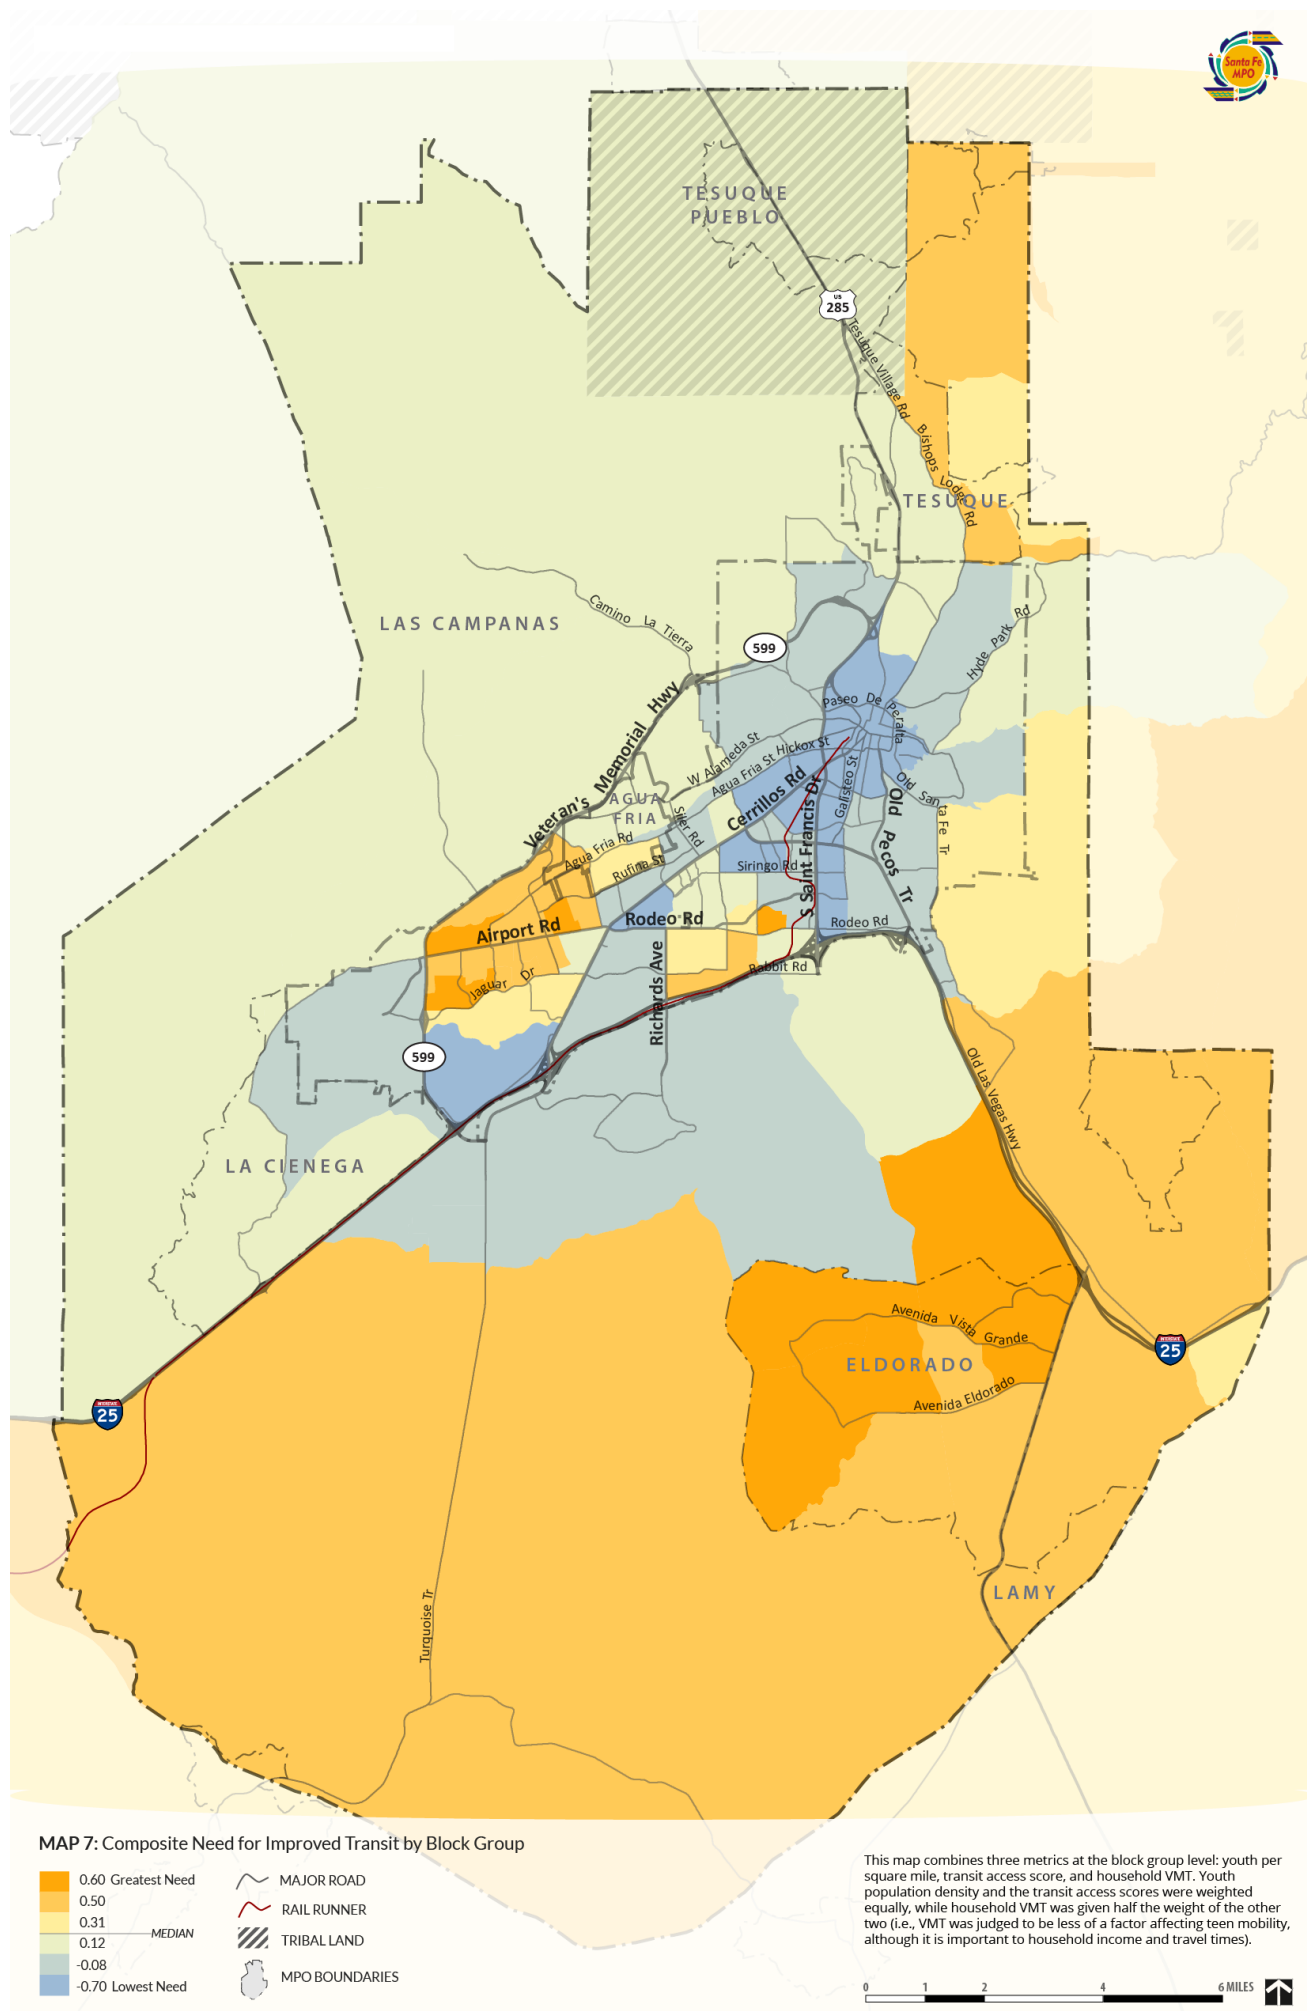 Santa Fe
MPO
TESUQUE
PUEBLO
US
285
Tesuque Village Rd
Bishops Lodge Rd
TESUQUE
LAS CAMPANAS
Camino La Tierra
599
Hyde Park Rd
Veteran's Memorial Hwy
Paseo De Peralta
W Alameda St
Hickox St
Agua Fria St
AGUA
FRIA
Siler Rd
Cerrillos Rd
S Saint Francis Dr
Galisteo St
Old Santa Fe Tr
Old Pecos Tr
Agua Fria Rd
Rufina St
Siringo Rd
Airport Rd
Rodeo Rd
Rodeo Rd
Jaguar Dr
Richards Ave
Rabbit Rd
599
Old Las Vegas Hwy
LA CIENEGA
Avenida Vista Grande
ELDORADO
Avenida Eldorado
INTERSTATE
25
INTERSTATE
25
Turquoise Tr
LAMY
MAP 7: Composite Need for Improved Transit by Block Group
0.60 Greatest Need
0.50
0.31
MEDIAN
0.12
-0.08
-0.70 Lowest Need
MAJOR ROAD
RAIL RUNNER
TRIBAL LAND
MPO BOUNDARIES
This map combines three metrics at the block group level: youth per
square mile, transit access score, and household VMT. Youth
population density and the transit access scores were weighted
equally, while household VMT was given half the weight of the other
two (i.e., VMT was judged to be less of a factor affecting teen mobility,
although it is important to household income and travel times).
0 1 2 4 6 MILES